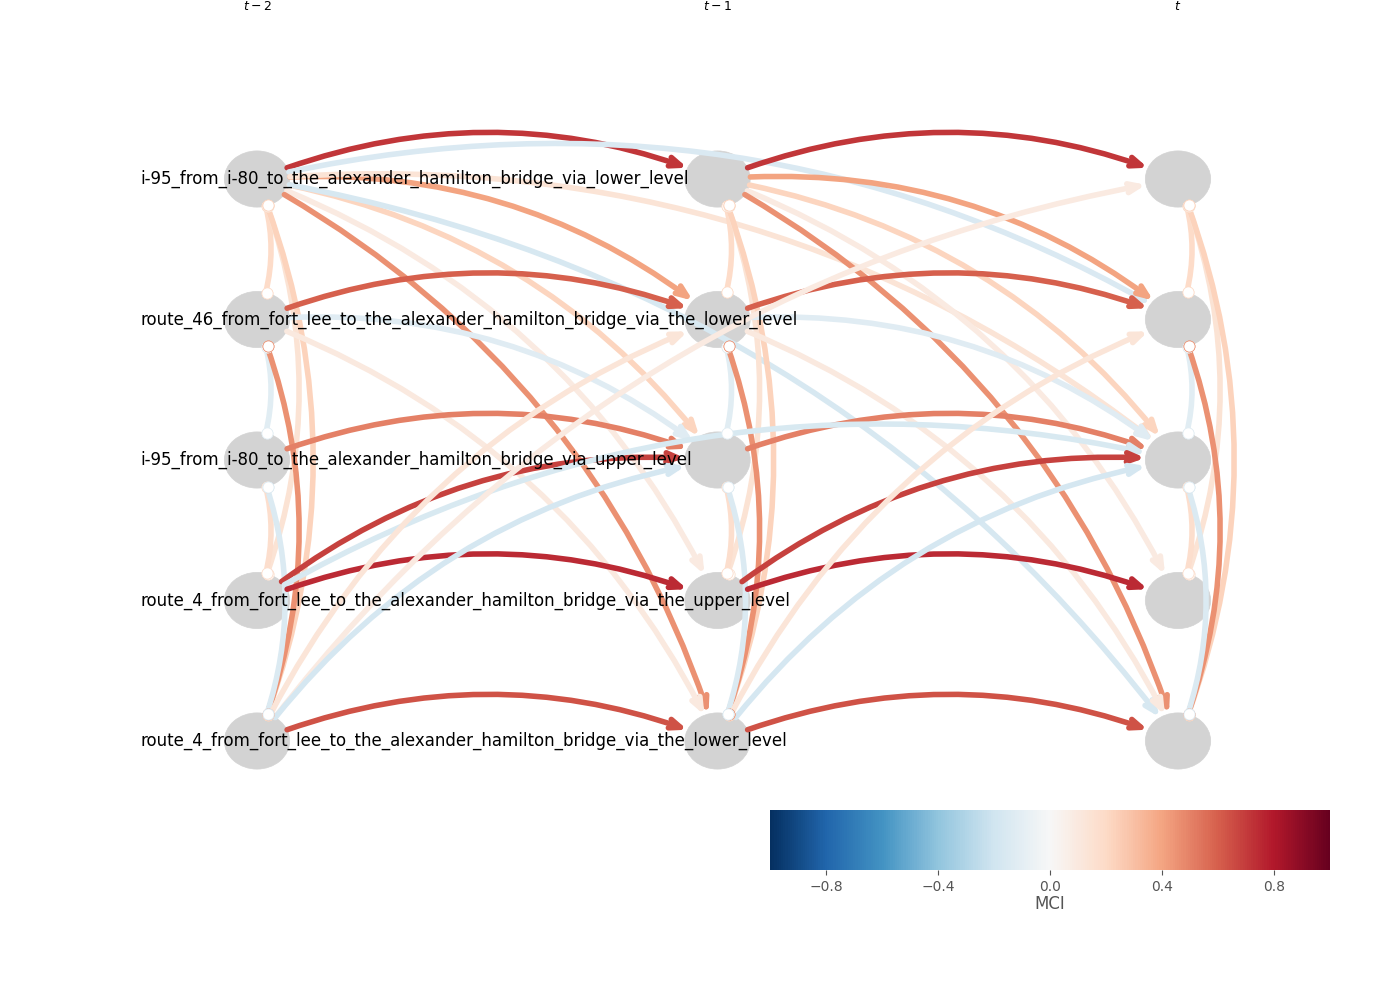 t − 2
t − 1
t
i-95_from_i-80_to_the_alexander_hamilton_bridge_via_lower_level
route_46_from_fort_lee_to_the_alexander_hamilton_bridge_via_the_lower_level
i-95_from_i-80_to_the_alexander_hamilton_bridge_via_upper_level
route_4_from_fort_lee_to_the_alexander_hamilton_bridge_via_the_upper_level
route_4_from_fort_lee_to_the_alexander_hamilton_bridge_via_the_lower_level
−0.8 −0.4 0.0 0.4 0.8
MCI